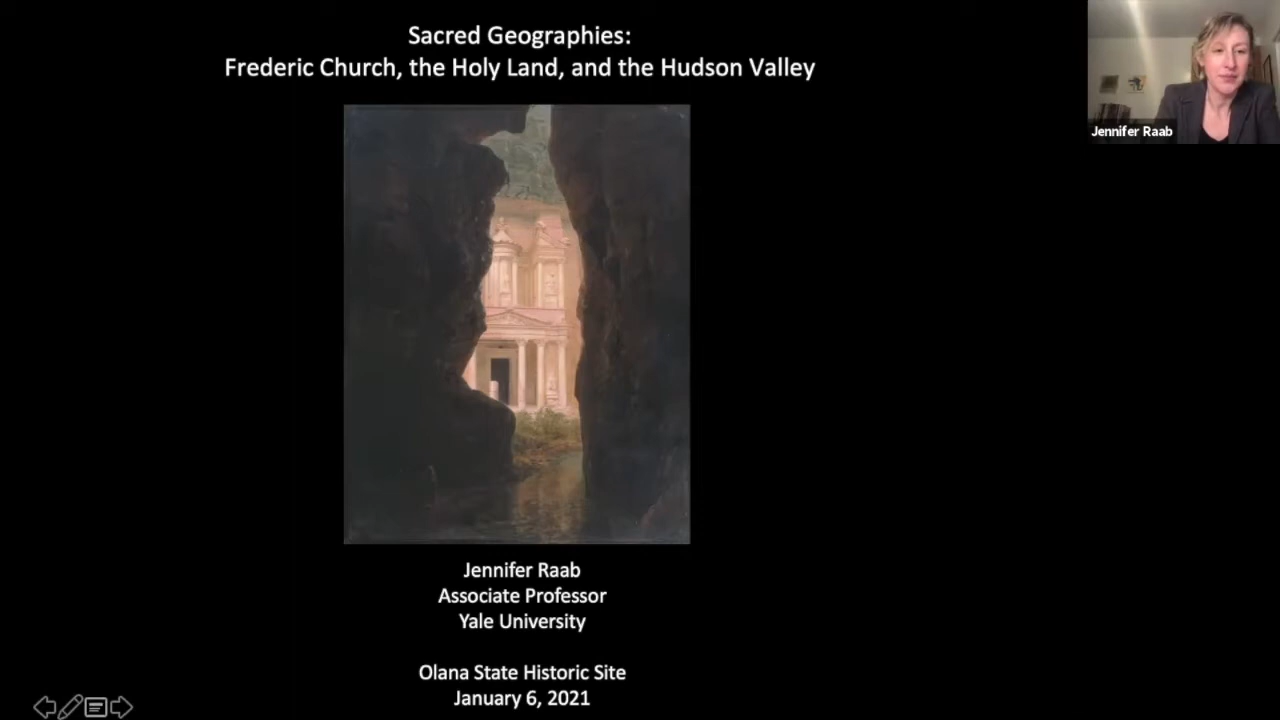 Sacred Geographies:
Frederic Church, the Holy Land, and the Hudson Valley
Jennifer Raab
Jennifer Raab
Associate Professor
Yale University
Olana State Historic Site
January 6, 2021